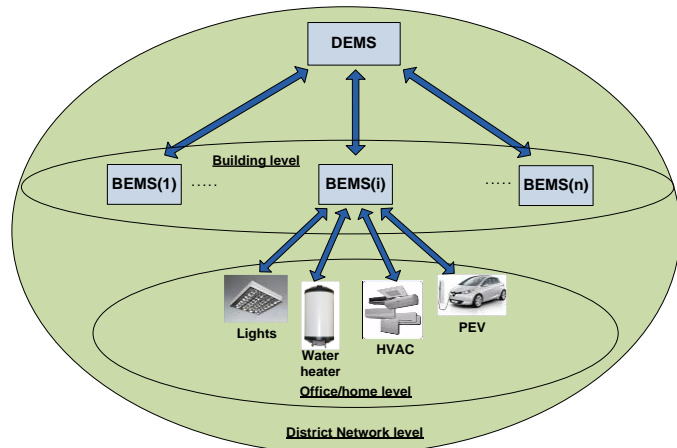 DEMS
Building level
BEMS(1)
.....
BEMS(i)
.....
BEMS(n)
Lights
Water
heater
HVAC
PEV
Office/home level
District Network level